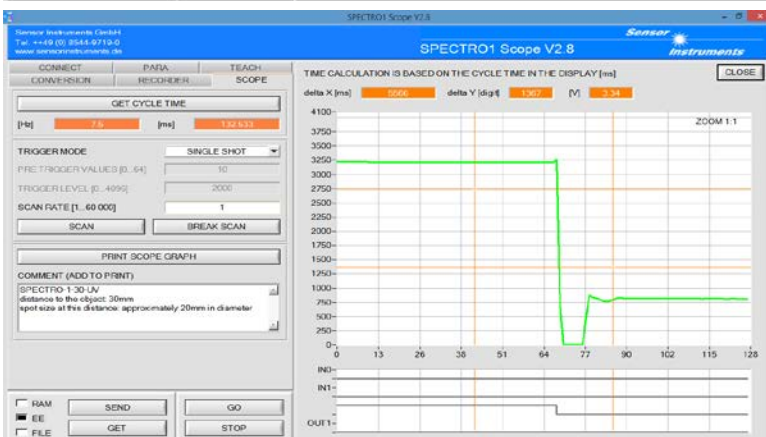 SPECTRO1 Scope V2.8
Sensor Instruments GmbH
Tel. ++49 (0) 8544-9719-0
www.sensorinstruments.de
SPECTRO1 Scope V2.8
Sensor
Instruments
CONNECT PARA TEACH
CONVERSION RECORDER SCOPE
GET CYCLE TIME
[Hz] 7.5 [ms] 132.533
TRIGGER MODE SINGLE SHOT
PRE TRIGGER VALUES [0..64] 10
TRIGGER LEVEL [0...4095] 2000
SCAN RATE [1...60 000] 1
SCAN BREAK SCAN
PRINT SCOPE GRAPH
COMMENT (ADD TO PRINT)
SPECTRO-1-30-UV
distance to the object: 30mm
spot size at this distance: approximately 20mm in diameter
RAM
EE
FILE
SEND GO
GET STOP
TIME CALCULATION IS BASED ON THE CYCLE TIME IN THE DISPLAY [ms]
CLOSE
delta X [ms] 5566 delta Y [digit] 1367 [V] 3.34
ZOOM 1:1
4100
3750
3500
3250
3000
2750
2500
2250
2000
1750
1500
1250
1000
750
500
250
0
0 13 26 38 51 64 77 90 102 115 128
IN0
IN1
OUT1